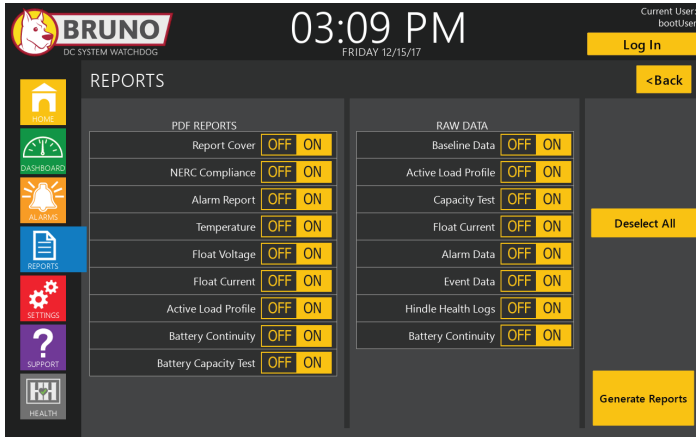 BRUNO
DC SYSTEM WATCHDOG
03:09 PM
FRIDAY 12/15/17
Current User:
bootUser
Log In
HOME
DASHBOARD
ALARMS
REPORTS
SETTINGS
?
SUPPORT
HEALTH
REPORTS
<Back
PDF REPORTS
Report Cover OFF ON
NERC Compliance OFF ON
Alarm Report OFF ON
Temperature OFF ON
Float Voltage OFF ON
Float Current OFF ON
Active Load Profile OFF ON
Battery Continuity OFF ON
Battery Capacity Test OFF ON
RAW DATA
Baseline Data OFF ON
Active Load Profile OFF ON
Capacity Test OFF ON
Float Current OFF ON
Alarm Data OFF ON
Event Data OFF ON
Hindle Health Logs OFF ON
Battery Continuity OFF ON
Deselect All
Generate Reports